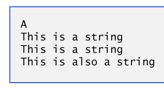 A
This is a string
This is a string
This is also a string